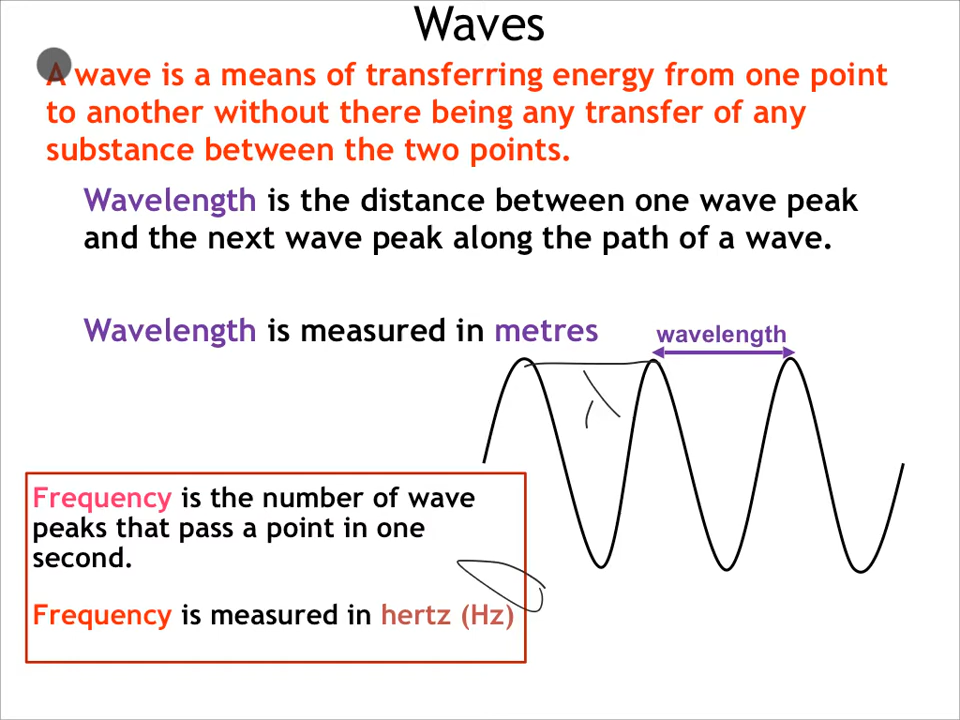 Waves
A wave is a means of transferring energy from one point
to another without there being any transfer of any
substance between the two points.
Wavelength is the distance between one wave peak
and the next wave peak along the path of a wave.
Wavelength is measured in metres
wavelength
λ
Frequency is the number of wave
peaks that pass a point in one
second.
Frequency is measured in hertz (Hz)